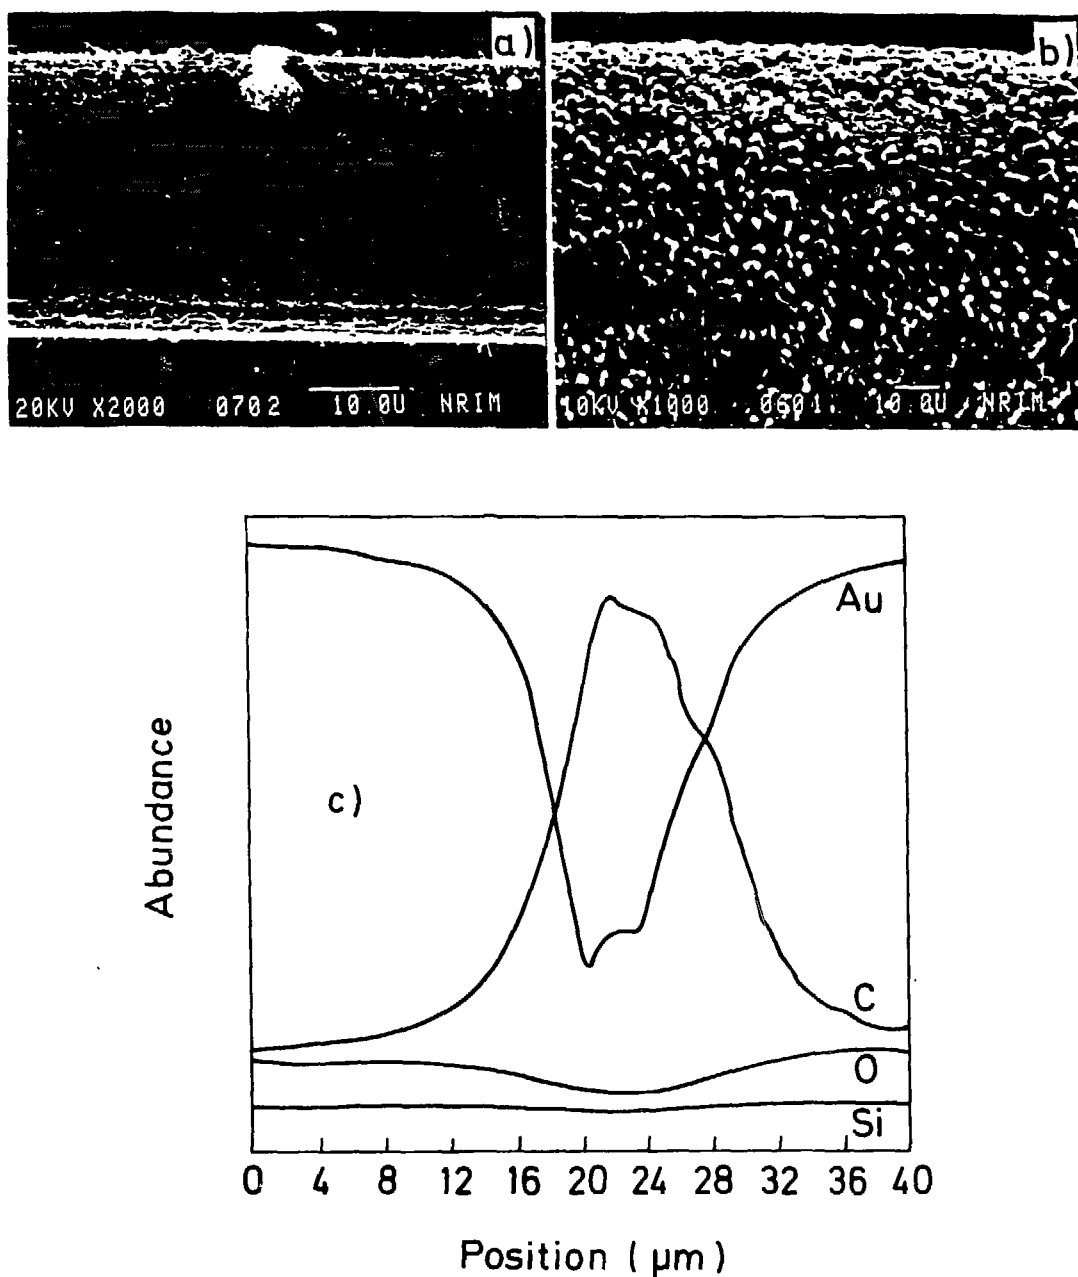 a)
b)
20KV X2000 0702 10.0U NRIM
10KV X1000 0601 10.0U NRIM
Au
c)
Abundance
C
O
Si
0 4 8 12 16 20 24 28 32 36 40
Position (µm)